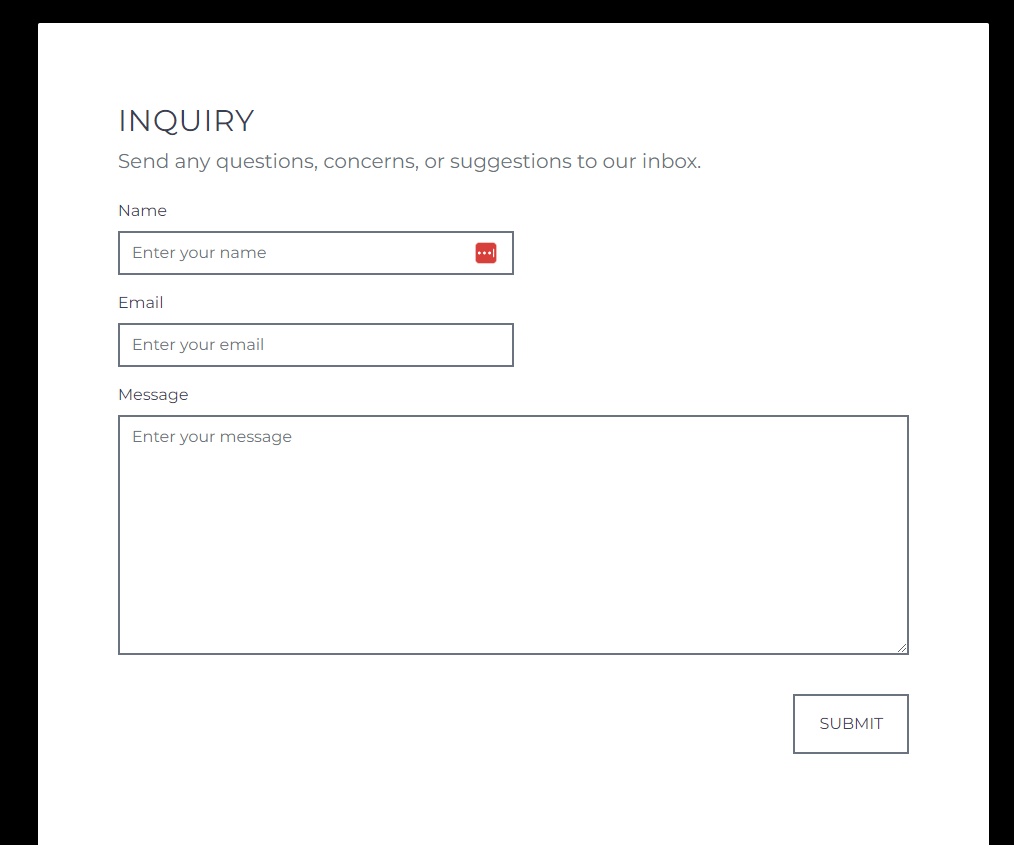 INQUIRY
Send any questions, concerns, or suggestions to our inbox.
Name
Enter your name
Email
Enter your email
Message
Enter your message
SUBMIT